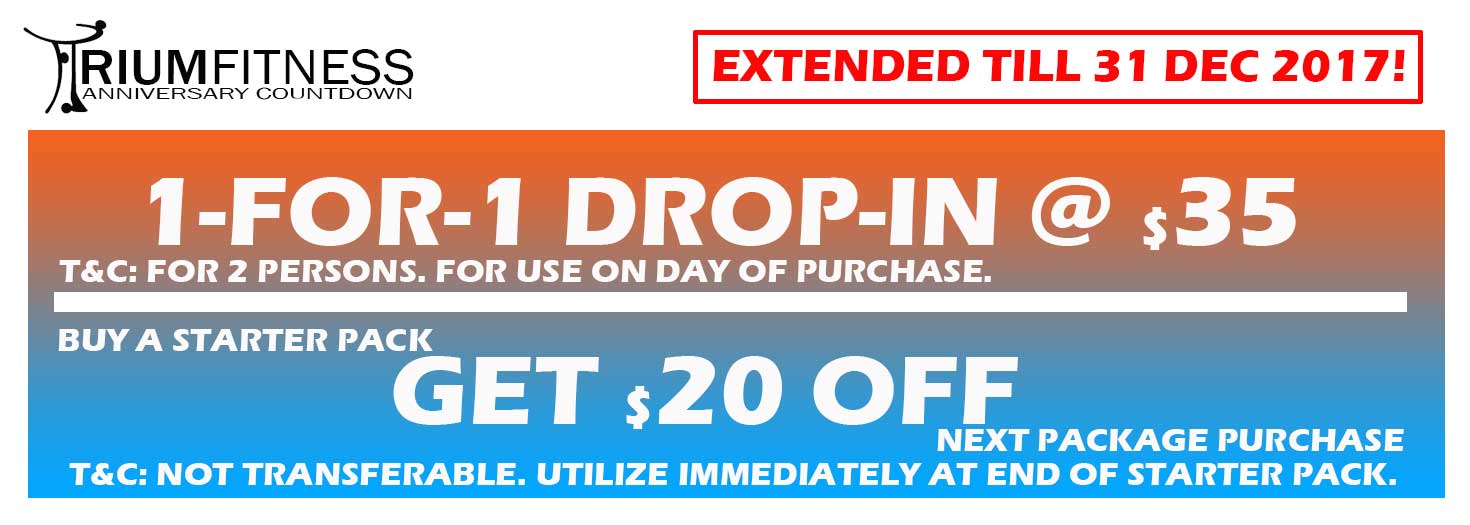 TRIUMFITNESS
ANNIVERSARY COUNTDOWN
EXTENDED TILL 31 DEC 2017!
1-FOR-1 DROP-IN @ $35
T&C: FOR 2 PERSONS. FOR USE ON DAY OF PURCHASE.
BUY A STARTER PACK
GET $20 OFF
NEXT PACKAGE PURCHASE
T&C: NOT TRANSFERABLE. UTILIZE IMMEDIATELY AT END OF STARTER PACK.